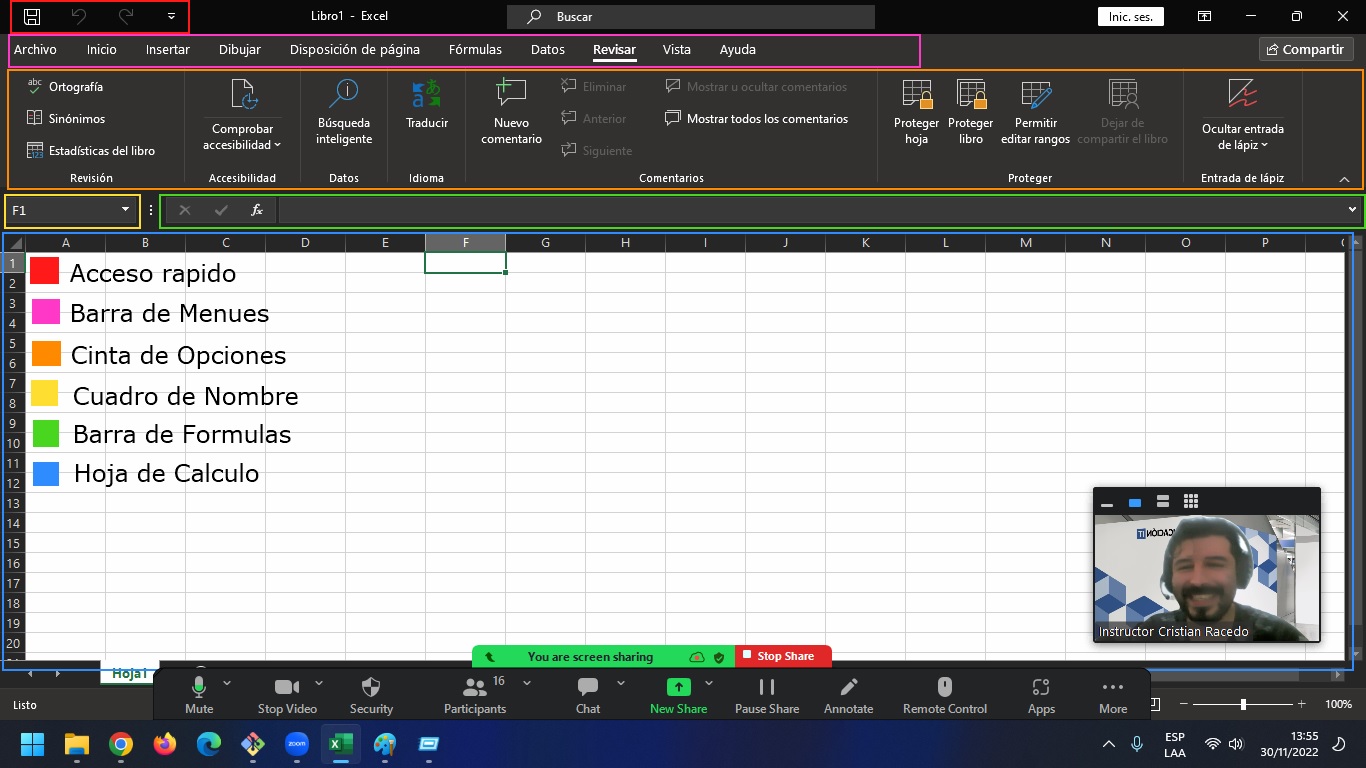 Libro1 - Excel
Buscar
Inic. ses.
Archivo Inicio Insertar Dibujar Disposición de página Fórmulas Datos Revisar Vista Ayuda
Compartir
abc Ortografía
Sinónimos
123 Estadísticas del libro
Revisión
Comprobar
accesibilidad
Accesibilidad
Búsqueda
inteligente
Datos
Traducir
Idioma
Nuevo
comentario
Eliminar
Anterior
Siguiente
Mostrar u ocultar comentarios
Mostrar todos los comentarios
Comentarios
Proteger
hoja
Proteger
libro
Permitir
editar rangos
Dejar de
compartir el libro
Proteger
Ocultar entrada
de lápiz
Entrada de lápiz
F1
fx
A B C D E F G H I J K L M N O P
1
2
3
4
5
6
7
8
9
10
11
12
13
14
15
16
17
18
19
20
Acceso rapido
Barra de Menues
Cinta de Opciones
Cuadro de Nombre
Barra de Formulas
Hoja de Calculo
Instructor Cristian Racedo
You are screen sharing
Stop Share
Hoja1
Mute
Stop Video
Security
16
Participants
Chat
New Share
Pause Share
Annotate
Remote Control
Apps
More
Listo
100%
zoom
ESP
LAA
13:55
30/11/2022